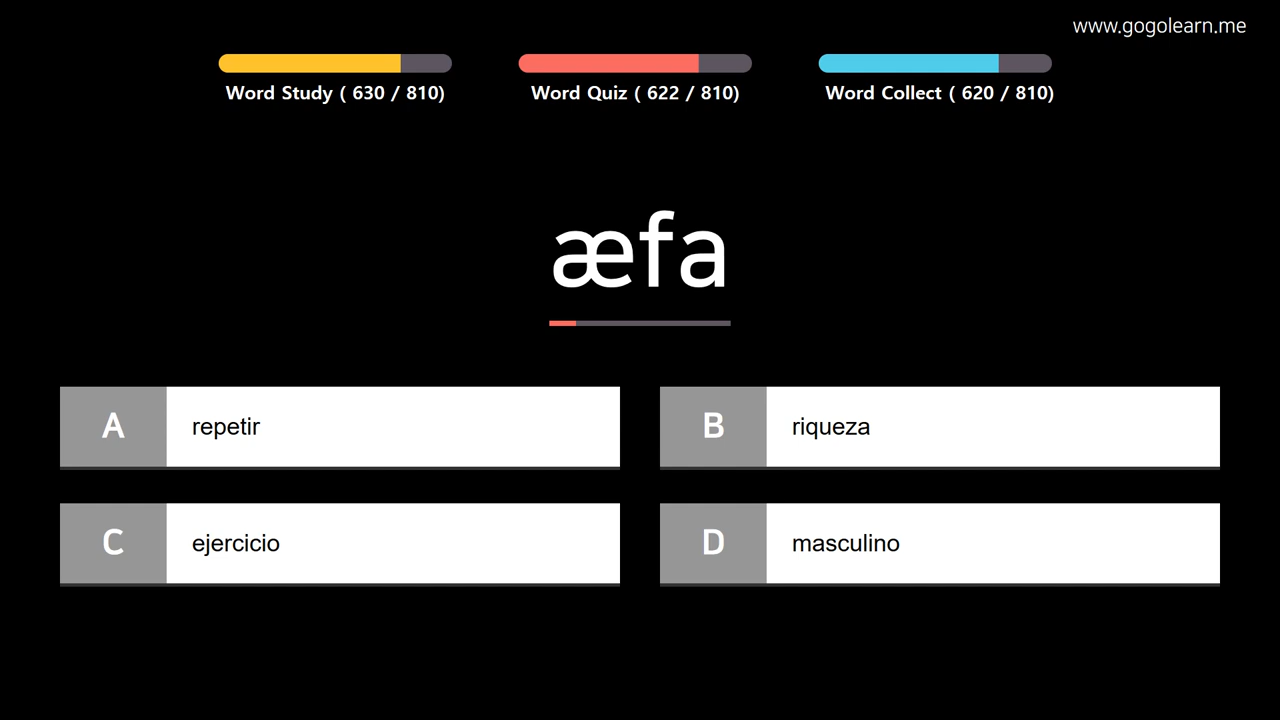 www.gogolearn.me
Word Study ( 630 / 810)
Word Quiz ( 622 / 810)
Word Collect ( 620 / 810)
æfa
A
repetir
B
riqueza
C
ejercicio
D
masculino